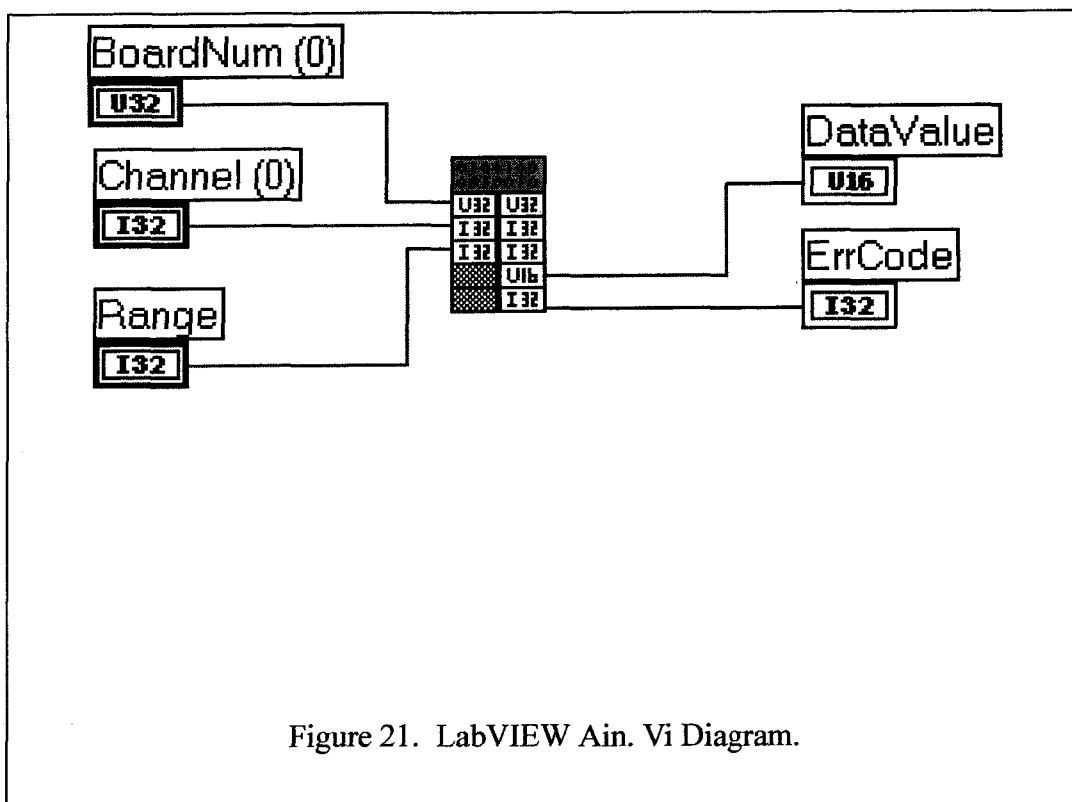 BoardNum (0)
U32
Channel (0)
I32
Range
I32
U32 U32
I32 I32
I32 I32
U16
I32
DataValue
U16
ErrCode
I32
Figure 21. LabVIEW Ain. Vi Diagram.